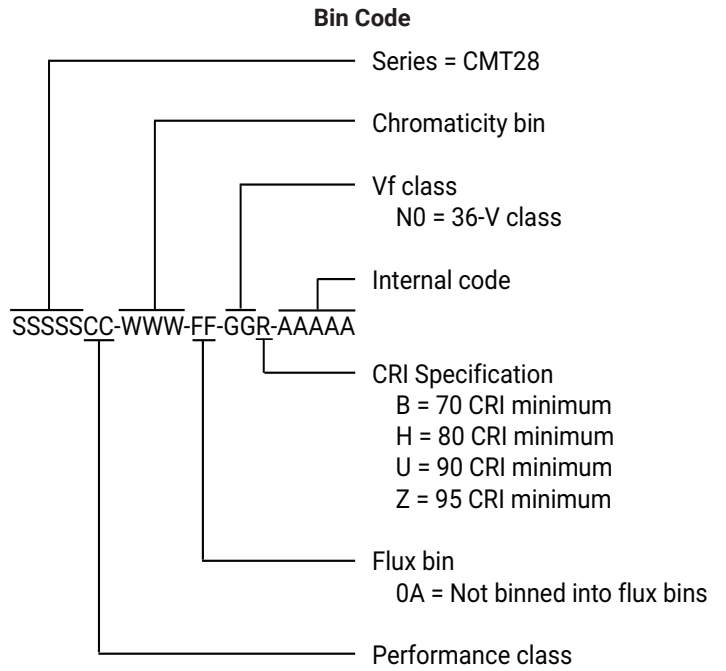 Bin Code
Series = CMT28
Chromaticity bin
Vf class
N0 = 36-V class
Internal code
SSSSSCC-WWW-FF-GGR-AAAAA
CRI Specification
B = 70 CRI minimum
H = 80 CRI minimum
U = 90 CRI minimum
Z = 95 CRI minimum
Flux bin
0A = Not binned into flux bins
Performance class